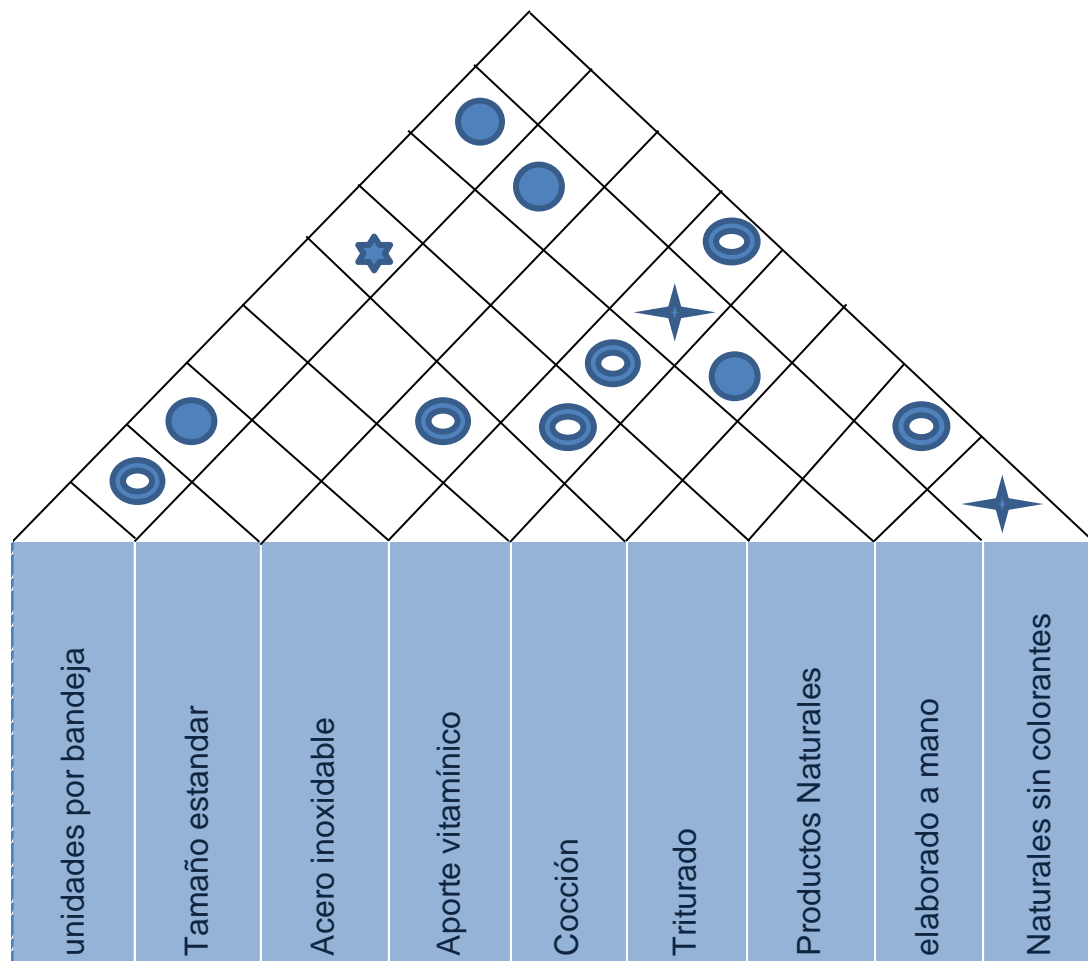 unidades por bandeja
Tamaño estandar
Acero inoxidable
Aporte vitamínico
Cocción
Triturado
Productos Naturales
elaborado a mano
Naturales sin colorantes